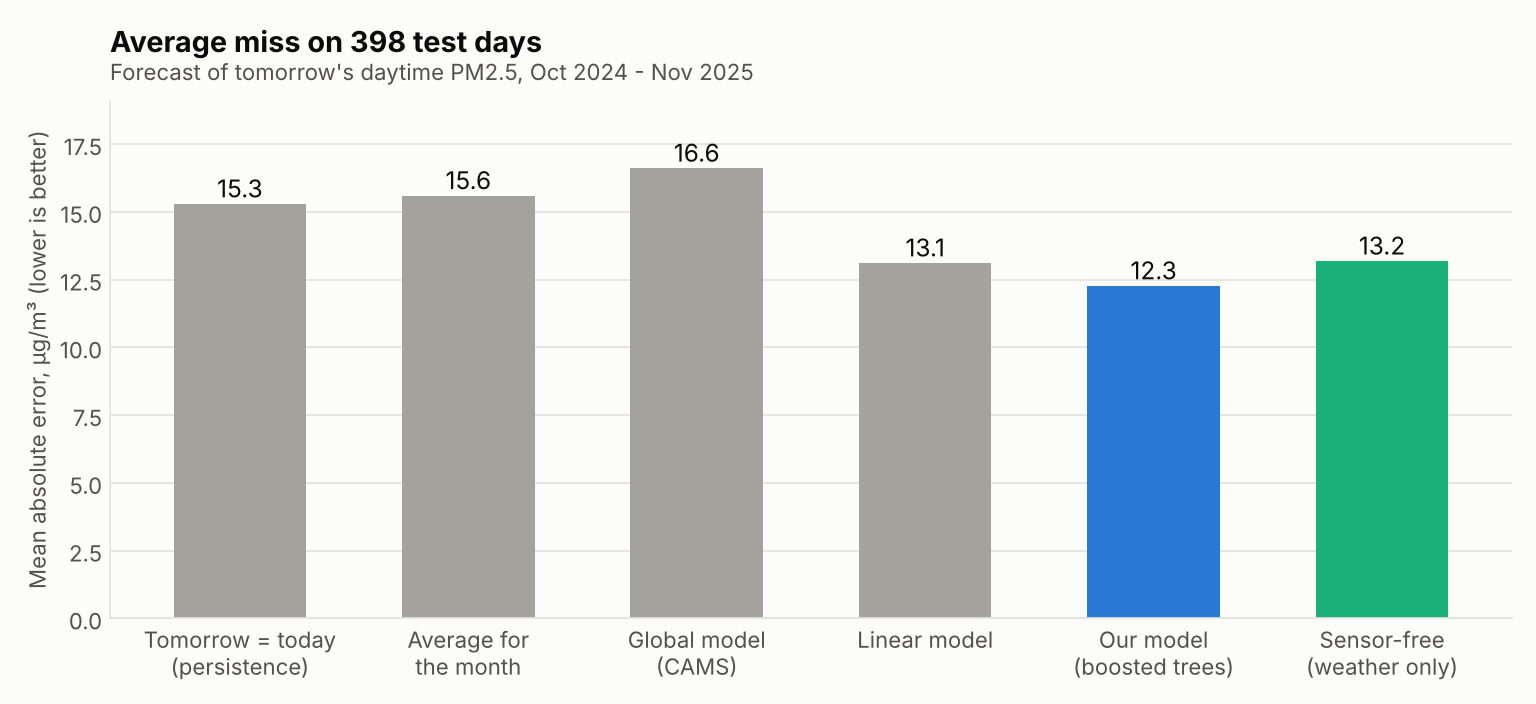 Average miss on 398 test days
Forecast of tomorrow's daytime PM2.5, Oct 2024 - Nov 2025
Mean absolute error, µg/m³ (lower is better)
17.5
15.0
12.5
10.0
7.5
5.0
2.5
0.0
15.3
15.6
16.6
13.1
12.3
13.2
Tomorrow = today
(persistence)
Average for
the month
Global model
(CAMS)
Linear model
Our model
(boosted trees)
Sensor-free
(weather only)